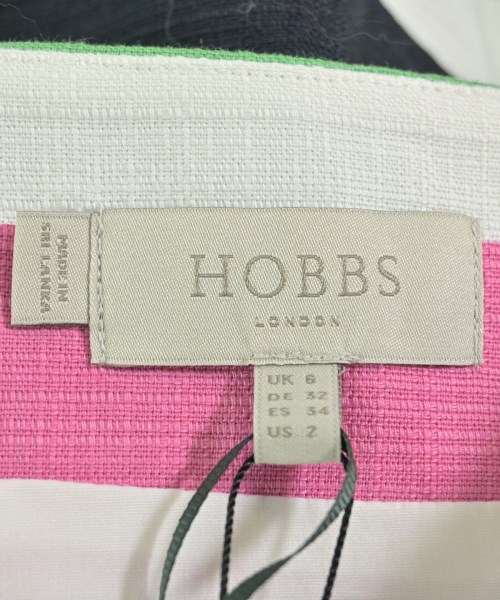 MADE IN
SRI LANKA
HOBBS
LONDON
UK 6
DE 32
ES 34
US 2